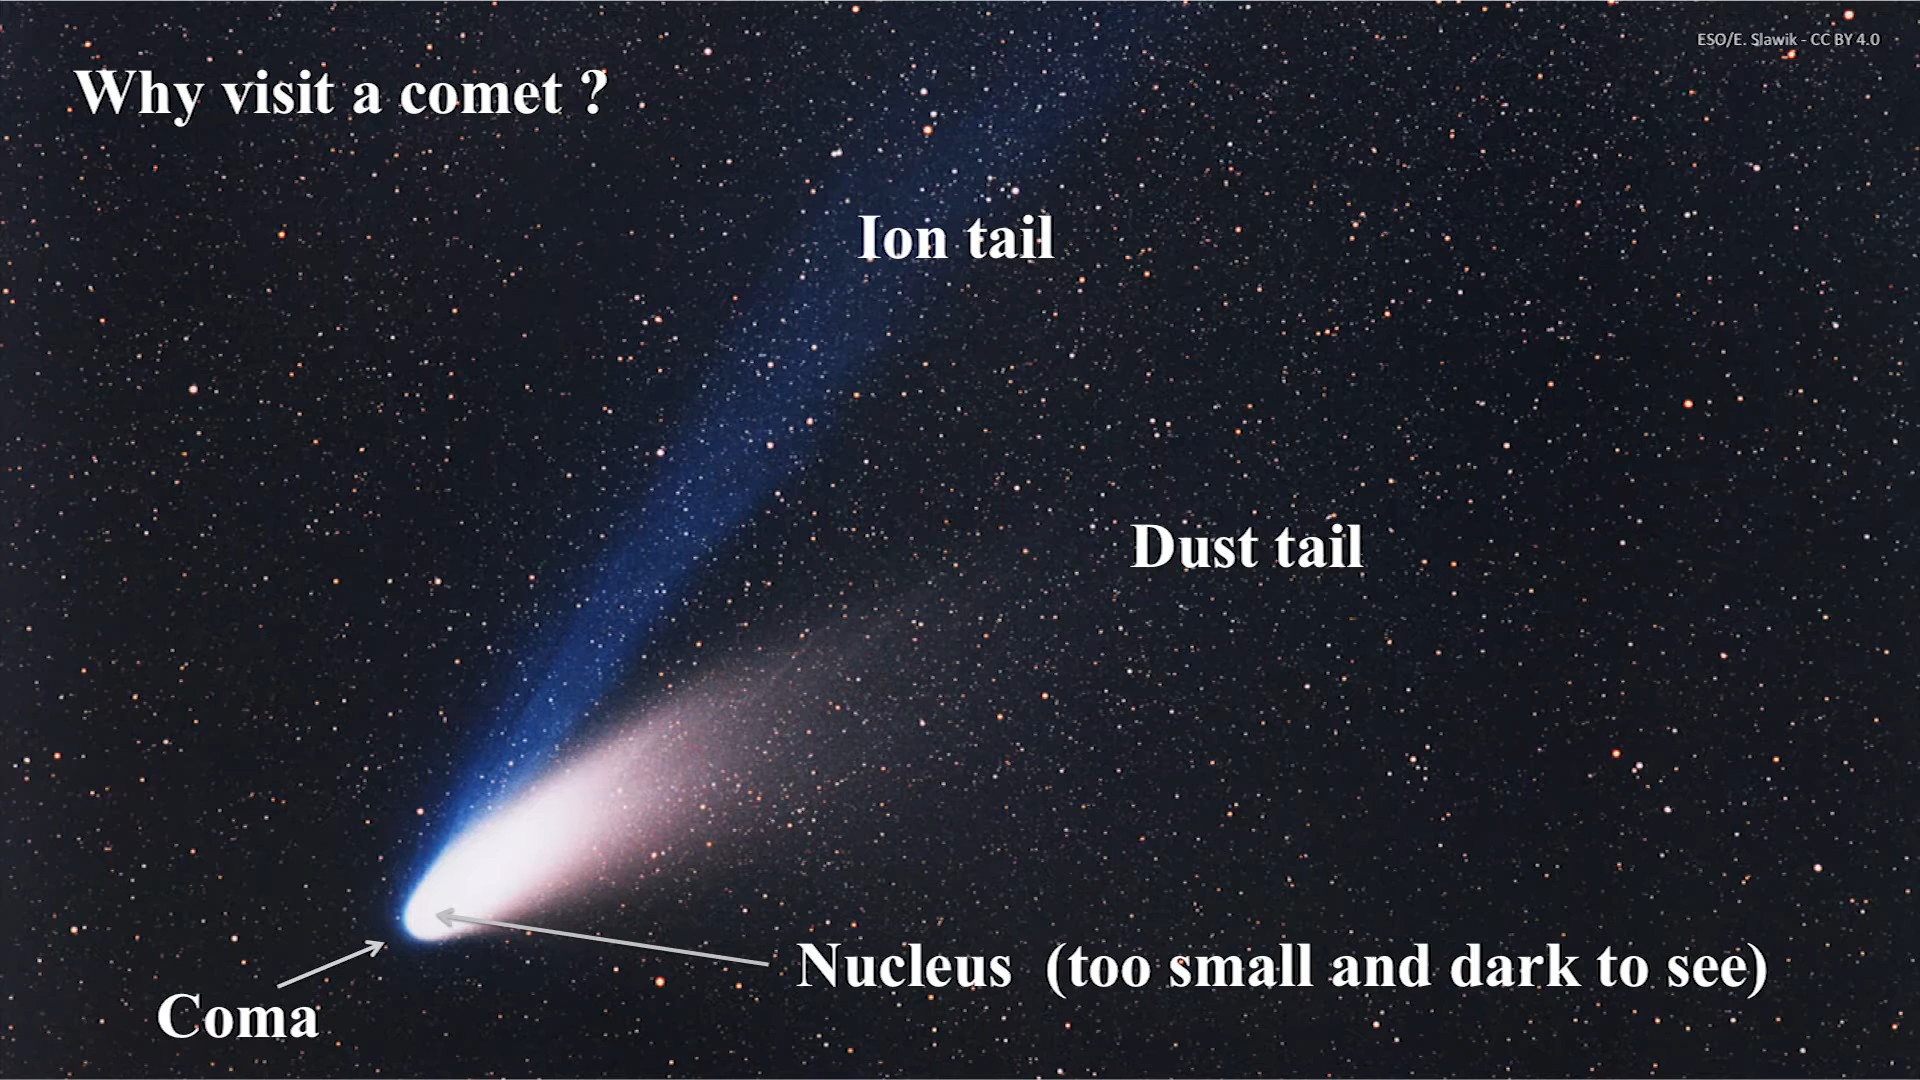 ESO/E. Slawik - CC BY 4.0
Why visit a comet ?
Ion tail
Dust tail
Nucleus (too small and dark to see)
Coma